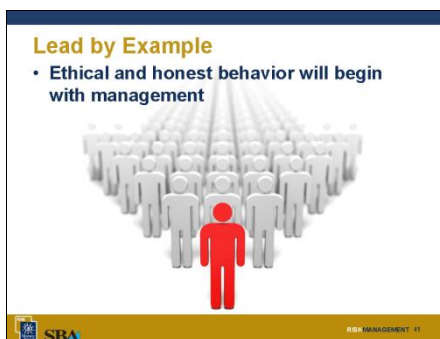 Lead by Example
• Ethical and honest behavior will begin
with management
SBA
RISK MANAGEMENT 41